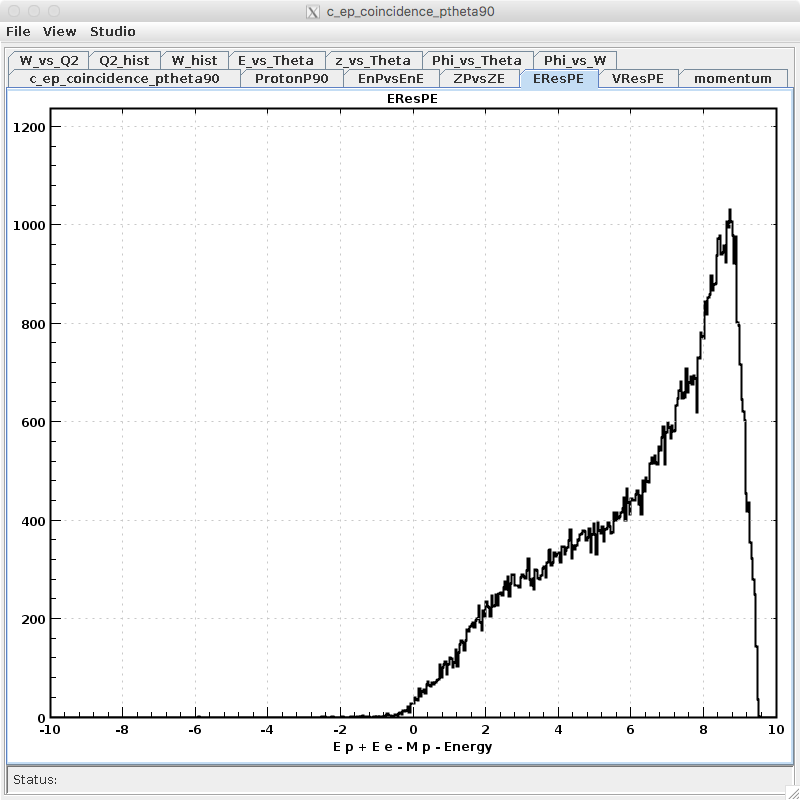 c_ep_coincidence_ptheta90
File View Studio
W_vs_Q2 Q2_hist W_hist E_vs_Theta z_vs_Theta Phi_vs_Theta Phi_vs_W
c_ep_coincidence_ptheta90 ProtonP90 EnPvsEnE ZPvsZE EResPE VResPE momentum
EResPE
1200
1000
800
600
400
200
0
-10 -8 -6 -4 -2 0 2 4 6 8 10
E p + E e - M p - Energy
Status: